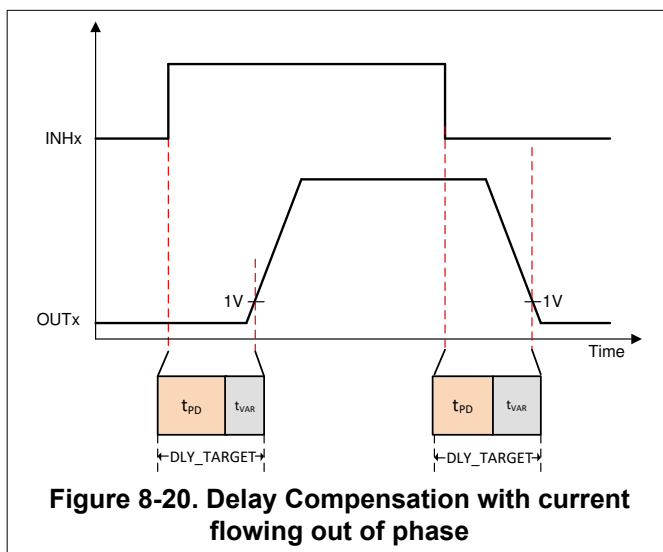 INHx
1V
1V
OUTx
Time
tPD
tVAR
tPD
tVAR
DLY_TARGET
DLY_TARGET
Figure 8-20. Delay Compensation with current
flowing out of phase